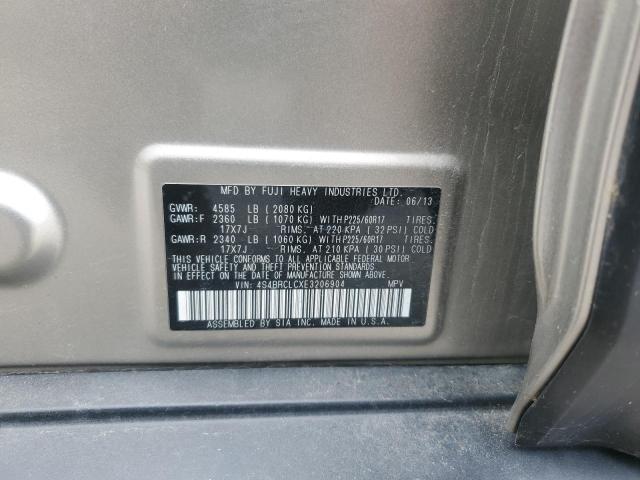 MFD BY FUJI HEAVY INDUSTRIES LTD.
DATE: 06/13
GVWR: 4585 LB (2080 KG)
GAWR:F 2360 LB (1070 KG) WITH P225/60R17 TIRES.
17X7J RIMS. AT 220 KPA (32 PSI) COLD
GAWR:R 2340 LB (1060 KG) WITH P225/60R17 TIRES.
17X7J RIMS. AT 210 KPA (30 PSI) COLD
THIS VEHICLE CONFORMS TO ALL APPLICABLE FEDERAL MOTOR
VEHICLE SAFETY, BUMPER, AND THEFT PREVENTION STANDARDS
IN EFFECT ON THE DATE OF MANUFACTURE SHOWN ABOVE.
VIN: 4S4BRCLCXE3206904 MPV
ASSEMBLED BY SIA INC. MADE IN U.S.A.